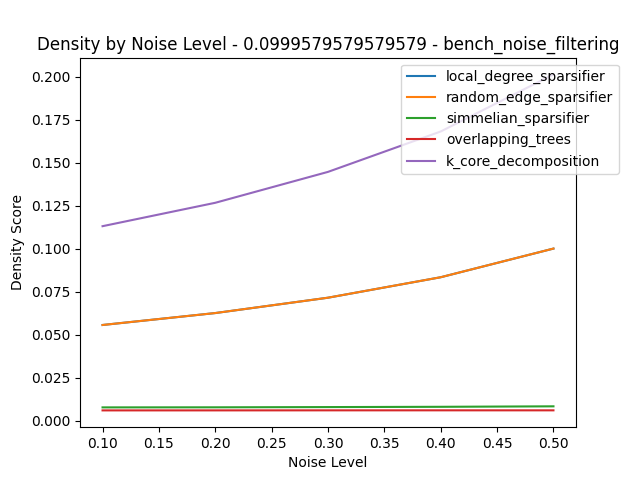 Density by Noise Level - 0.0999579579579579 - bench_noise_filtering
local_degree_sparsifier
random_edge_sparsifier
simmelian_sparsifier
overlapping_trees
k_core_decomposition
0.200
0.175
0.150
0.125
0.100
0.075
0.050
0.025
0.000
Density Score
0.10 0.15 0.20 0.25 0.30 0.35 0.40 0.45 0.50
Noise Level